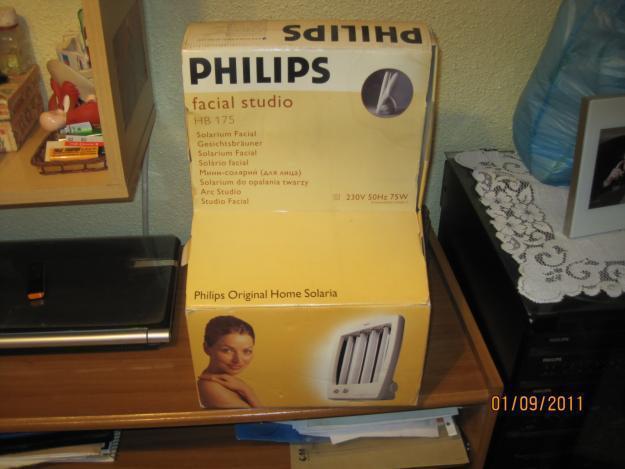 PHILIPS
PHILIPS
facial studio
HB 175
Solarium Facial
Gesichtsbräuner
Solarium Facial
Solário facial
Мини-солярий (для лица)
Solarium do opalania twarzy
Arc Studio
Studio Facial
230V 50Hz 75W
Philips Original Home Solaria
01/09/2011